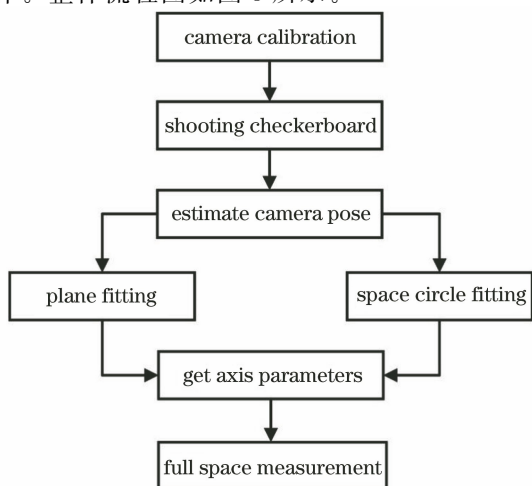 camera calibration
shooting checkerboard
estimate camera pose
plane fitting
space circle fitting
get axis parameters
full space measurement